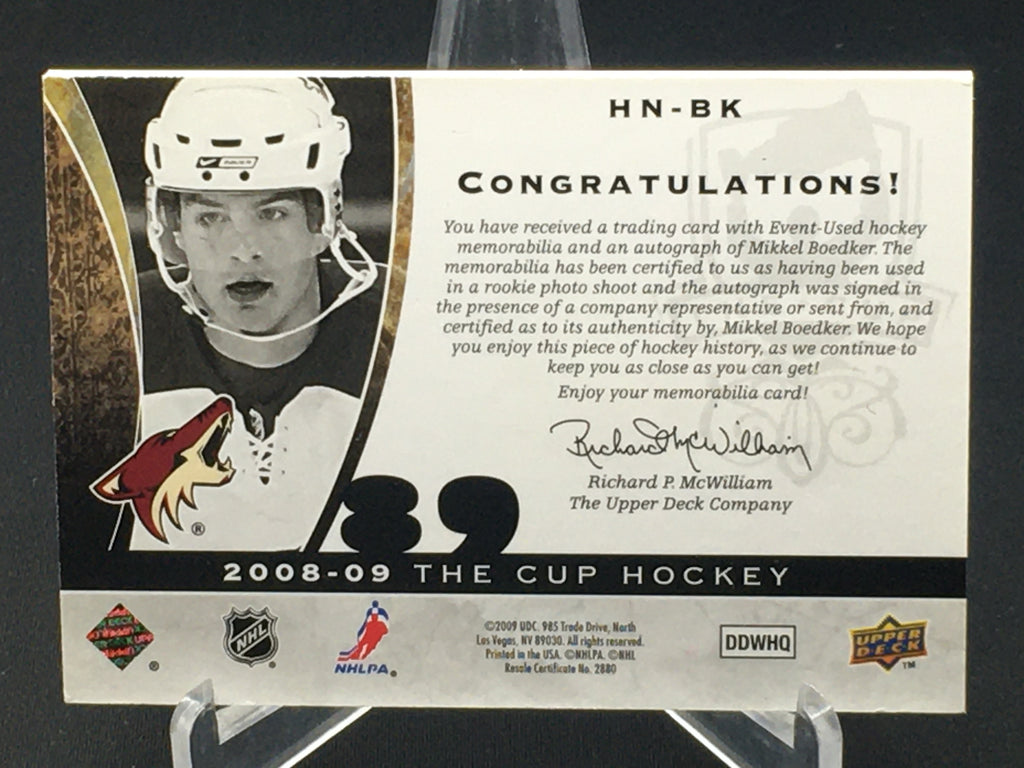 HN-BK
CONGRATULATIONS!
You have received a trading card with Event-Used hockey
memorabilia and an autograph of Mikkel Boedker. The
memorabilia has been certified to us as having been used
in a rookie photo shoot and the autograph was signed in
the presence of a company representative or sent from, and
certified as to its authenticity by, Mikkel Boedker. We hope
you enjoy this piece of hockey history, as we continue to
keep you as close as you can get!
Enjoy your memorabilia card!
Richard McWilliam
Richard P. McWilliam
The Upper Deck Company
®
89
2008-09 THE CUP HOCKEY
®
NHL®
NHLPA®
©2009 UDC. 985 Trade Drive, North
Las Vegas, NV 89030. All rights reserved.
Printed in the USA. ©NHLPA. ©NHL
Resale Certificate No. 2880
DDWHQ
UPPER
DECK™